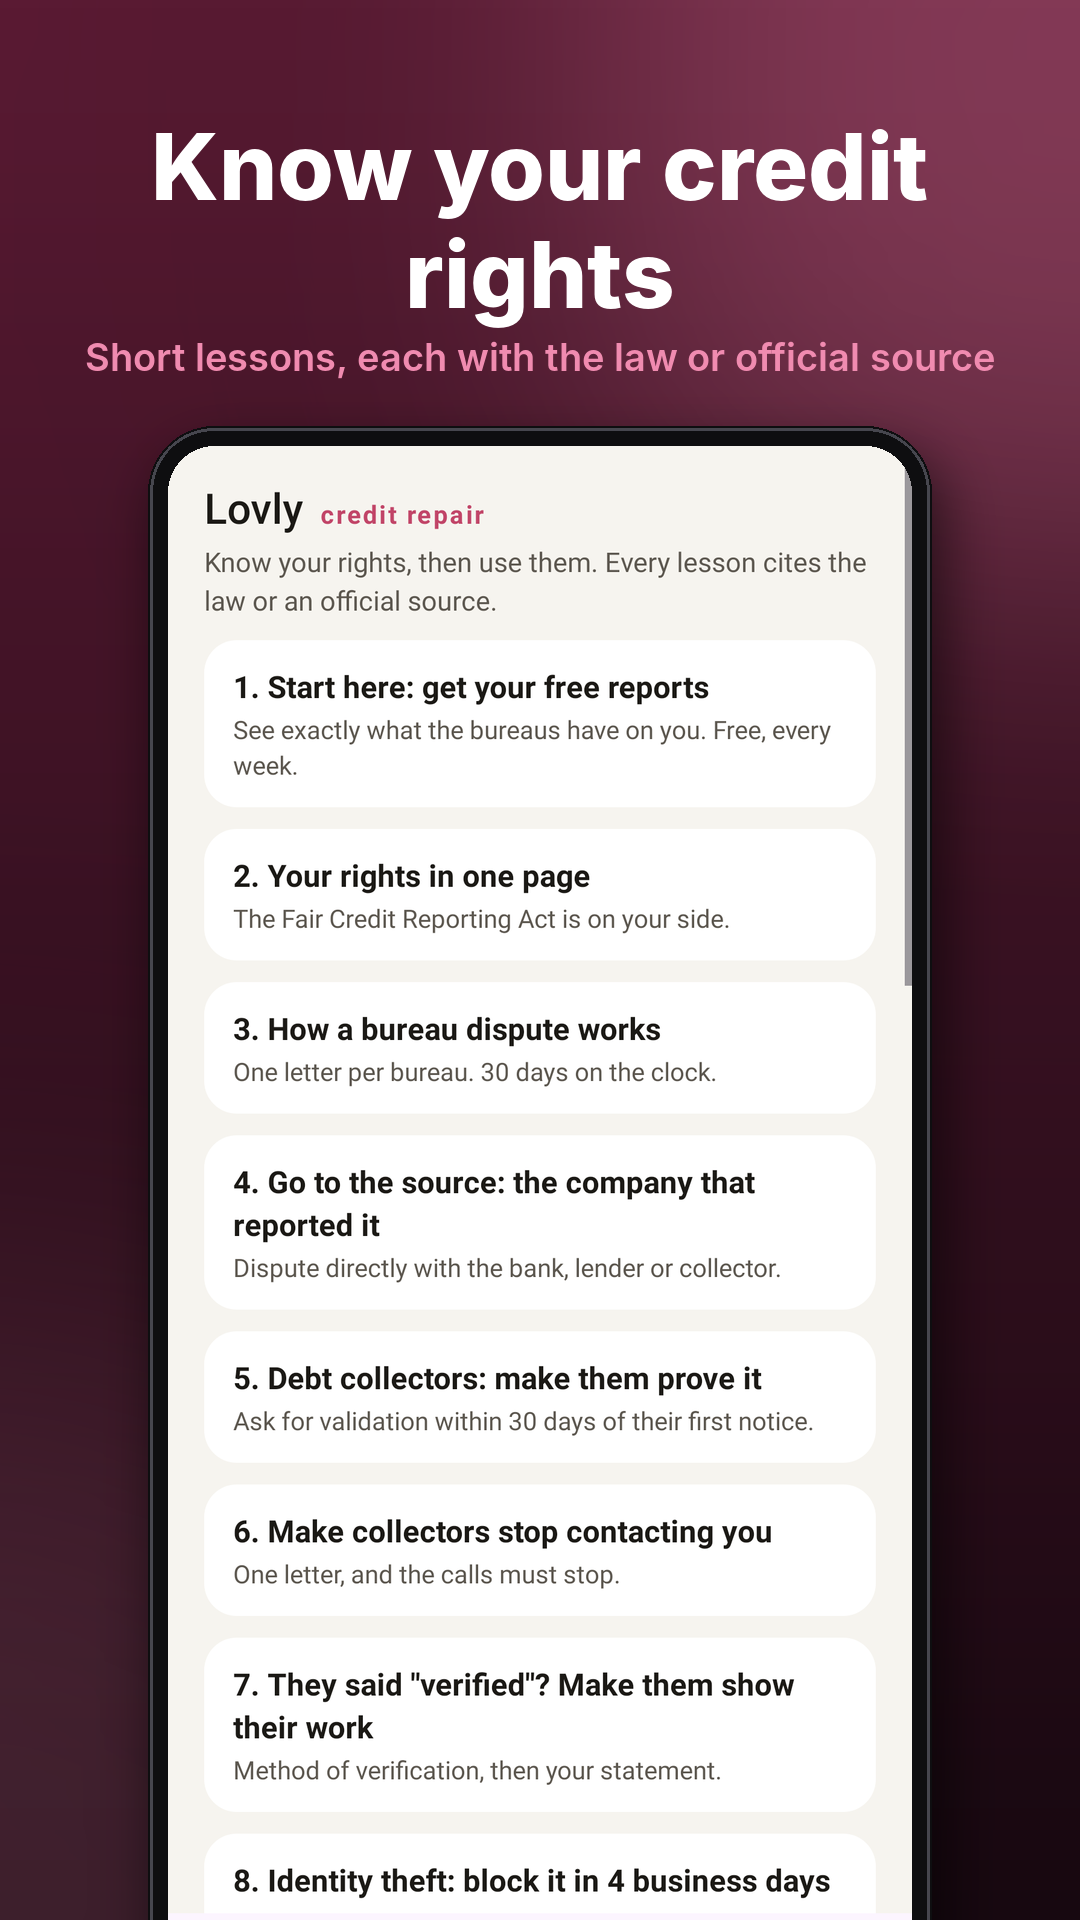 Know your credit
rights
Short lessons, each with the law or official source
Lovly credit repair
Know your rights, then use them. Every lesson cites the
law or an official source.
1. Start here: get your free reports
See exactly what the bureaus have on you. Free, every
week.
2. Your rights in one page
The Fair Credit Reporting Act is on your side.
3. How a bureau dispute works
One letter per bureau. 30 days on the clock.
4. Go to the source: the company that
reported it
Dispute directly with the bank, lender or collector.
5. Debt collectors: make them prove it
Ask for validation within 30 days of their first notice.
6. Make collectors stop contacting you
One letter, and the calls must stop.
7. They said "verified"? Make them show
their work
Method of verification, then your statement.
8. Identity theft: block it in 4 business days